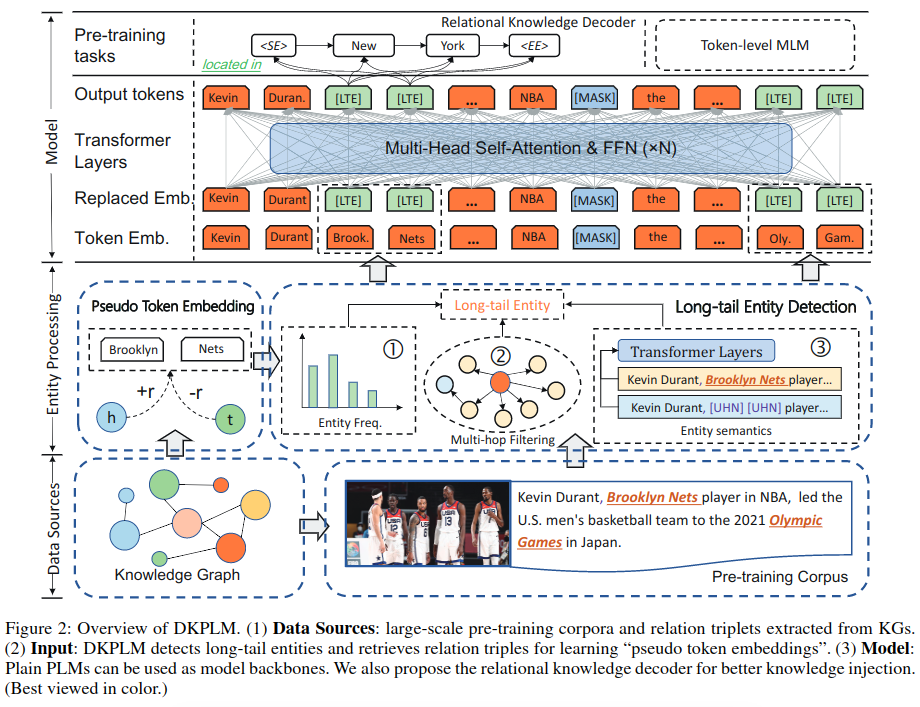 Pre-training
tasks
Relational Knowledge Decoder
<SE>
New
York
<EE>
Token-level MLM
located in
Output tokens
Kevin
Duran.
[LTE]
[LTE]
...
NBA
[MASK]
the
...
[LTE]
[LTE]
Model
Transformer
Layers
Multi-Head Self-Attention & FFN (×N)
Replaced Emb.
Kevin
Durant
[LTE]
[LTE]
...
NBA
[MASK]
the
...
[LTE]
[LTE]
Token Emb.
Kevin
Durant
Brook.
Nets
...
NBA
[MASK]
the
...
Oly.
Gam.
Entity Processing
Pseudo Token Embedding
Brooklyn
Nets
+r
-r
h
t
Long-tail Entity
Long-tail Entity Detection
①
Entity Freq.
②
Multi-hop Filtering
③
Transformer Layers
Kevin Durant, Brooklyn Nets player...
Kevin Durant, [UHN] [UHN] player...
Entity semantics
Data Sources
Knowledge Graph
USA
12
USA
6
USA
13
USA
7
Kevin Durant, Brooklyn Nets player in NBA, led the
U.S. men's basketball team to the 2021 Olympic
Games in Japan.
Pre-training Corpus
Figure 2: Overview of DKPLM. (1) Data Sources: large-scale pre-training corpora and relation triplets extracted from KGs.
(2) Input: DKPLM detects long-tail entities and retrieves relation triples for learning “pseudo token embeddings”. (3) Model:
Plain PLMs can be used as model backbones. We also propose the relational knowledge decoder for better knowledge injection.
(Best viewed in color.)